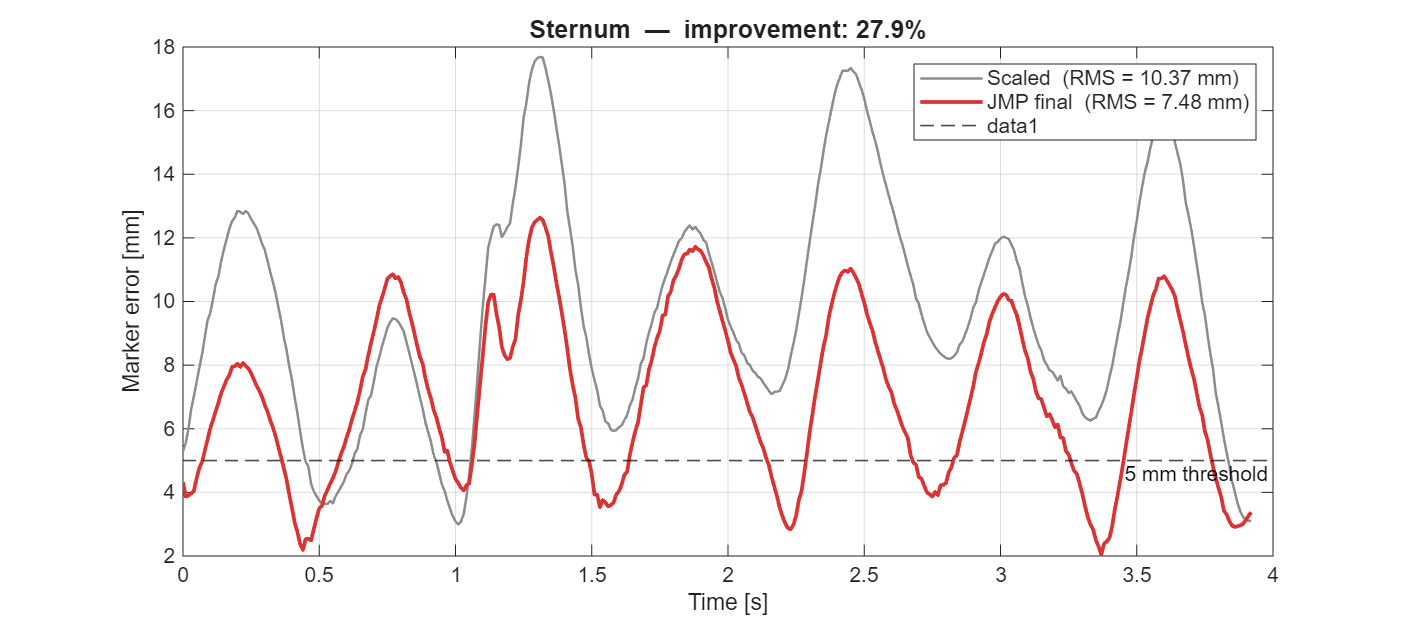 Sternum — improvement: 27.9%
18
16
14
12
10
8
6
4
2
Marker error [mm]
Scaled (RMS = 10.37 mm)
JMP final (RMS = 7.48 mm)
data1
5 mm threshold
0 0.5 1 1.5 2 2.5 3 3.5 4
Time [s]